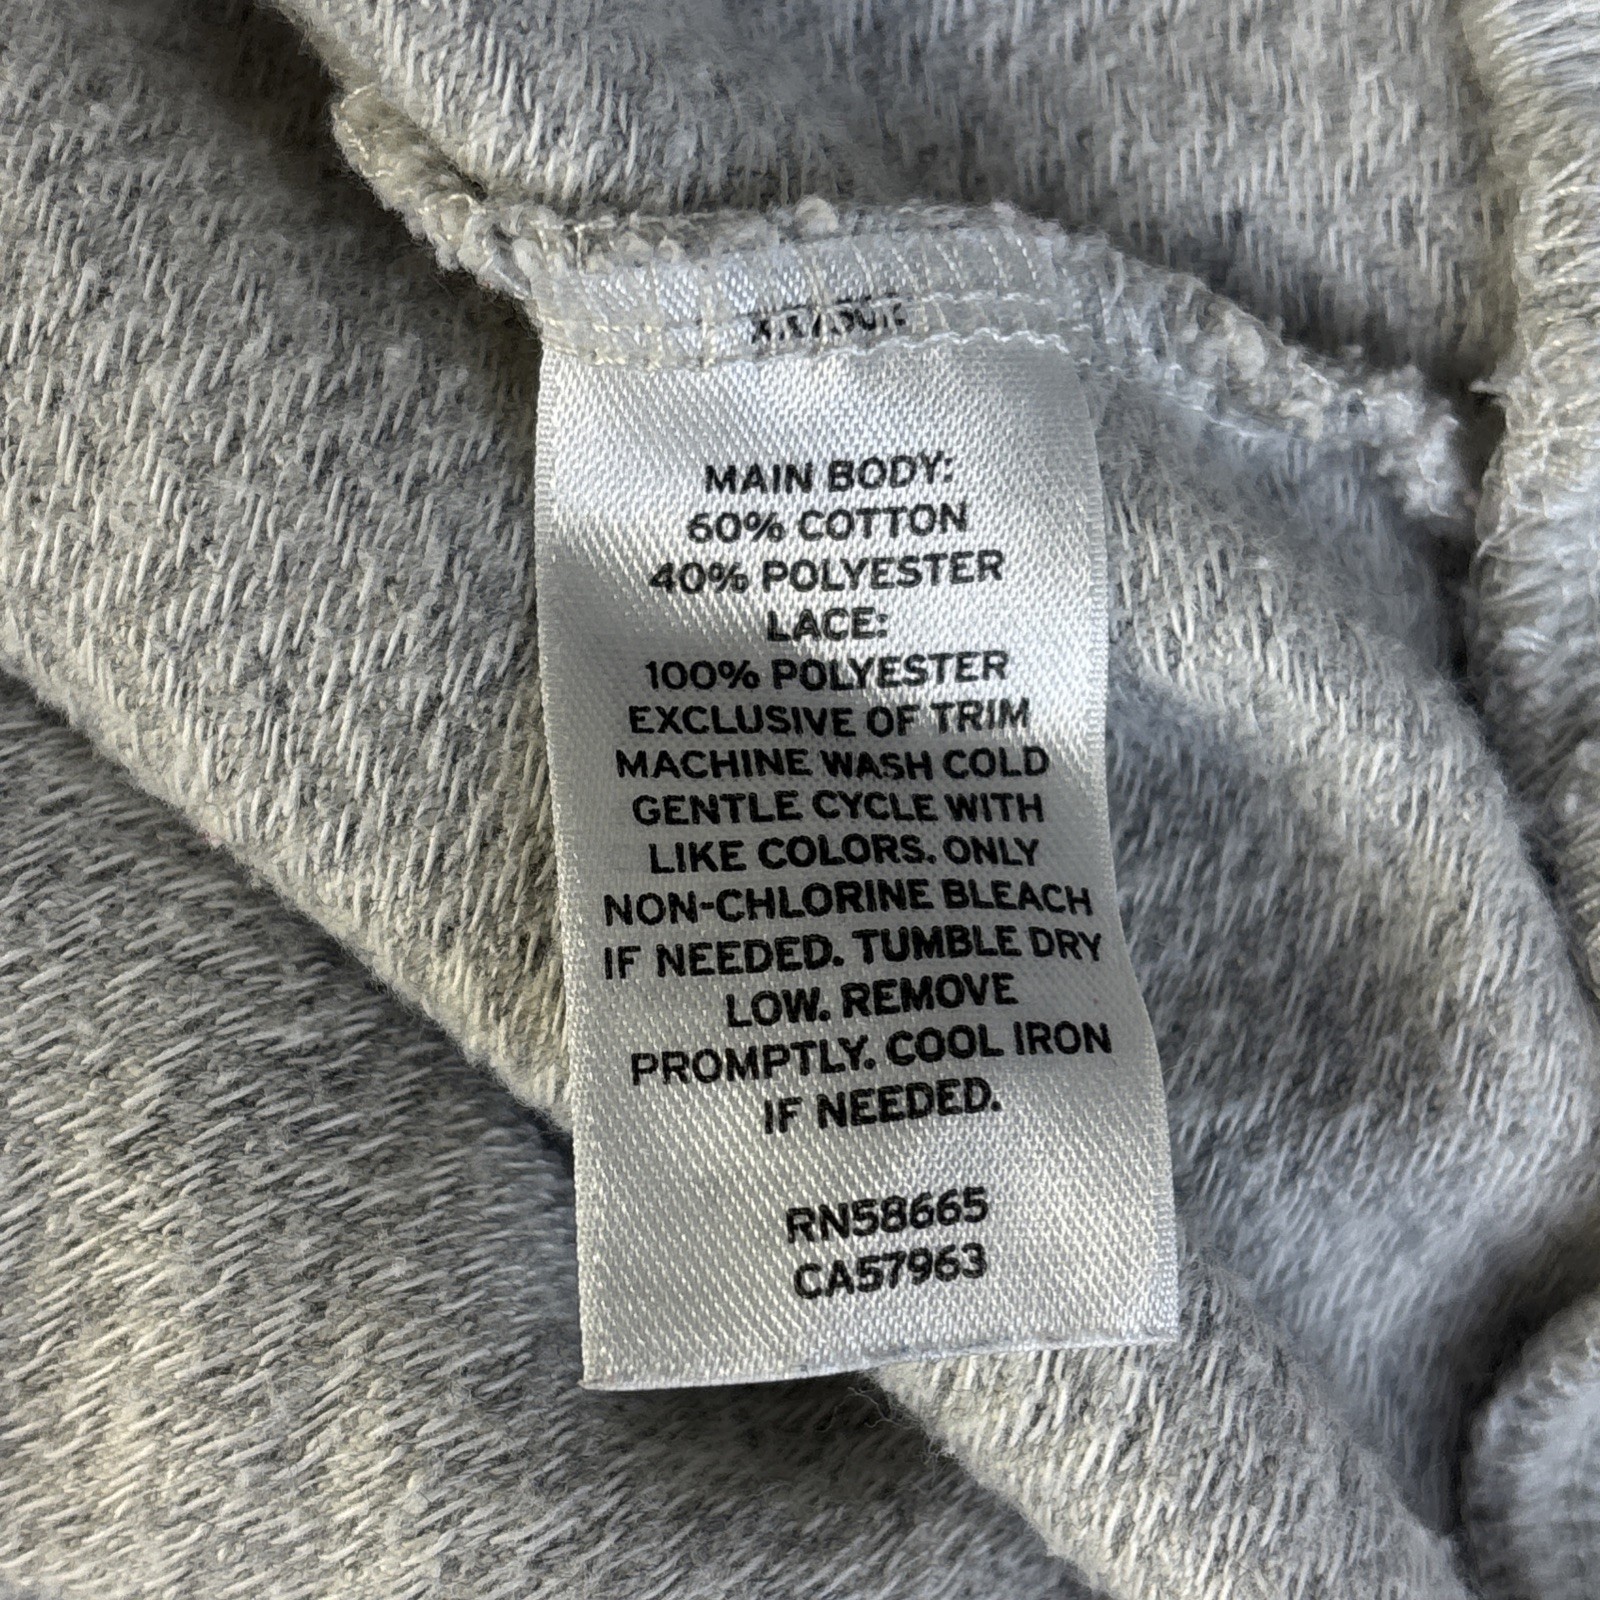 MAIN BODY:
60% COTTON
40% POLYESTER
LACE:
100% POLYESTER
EXCLUSIVE OF TRIM
MACHINE WASH COLD
GENTLE CYCLE WITH
LIKE COLORS. ONLY
NON-CHLORINE BLEACH
IF NEEDED. TUMBLE DRY
LOW. REMOVE
PROMPTLY. COOL IRON
IF NEEDED.
RN58665
CA57963